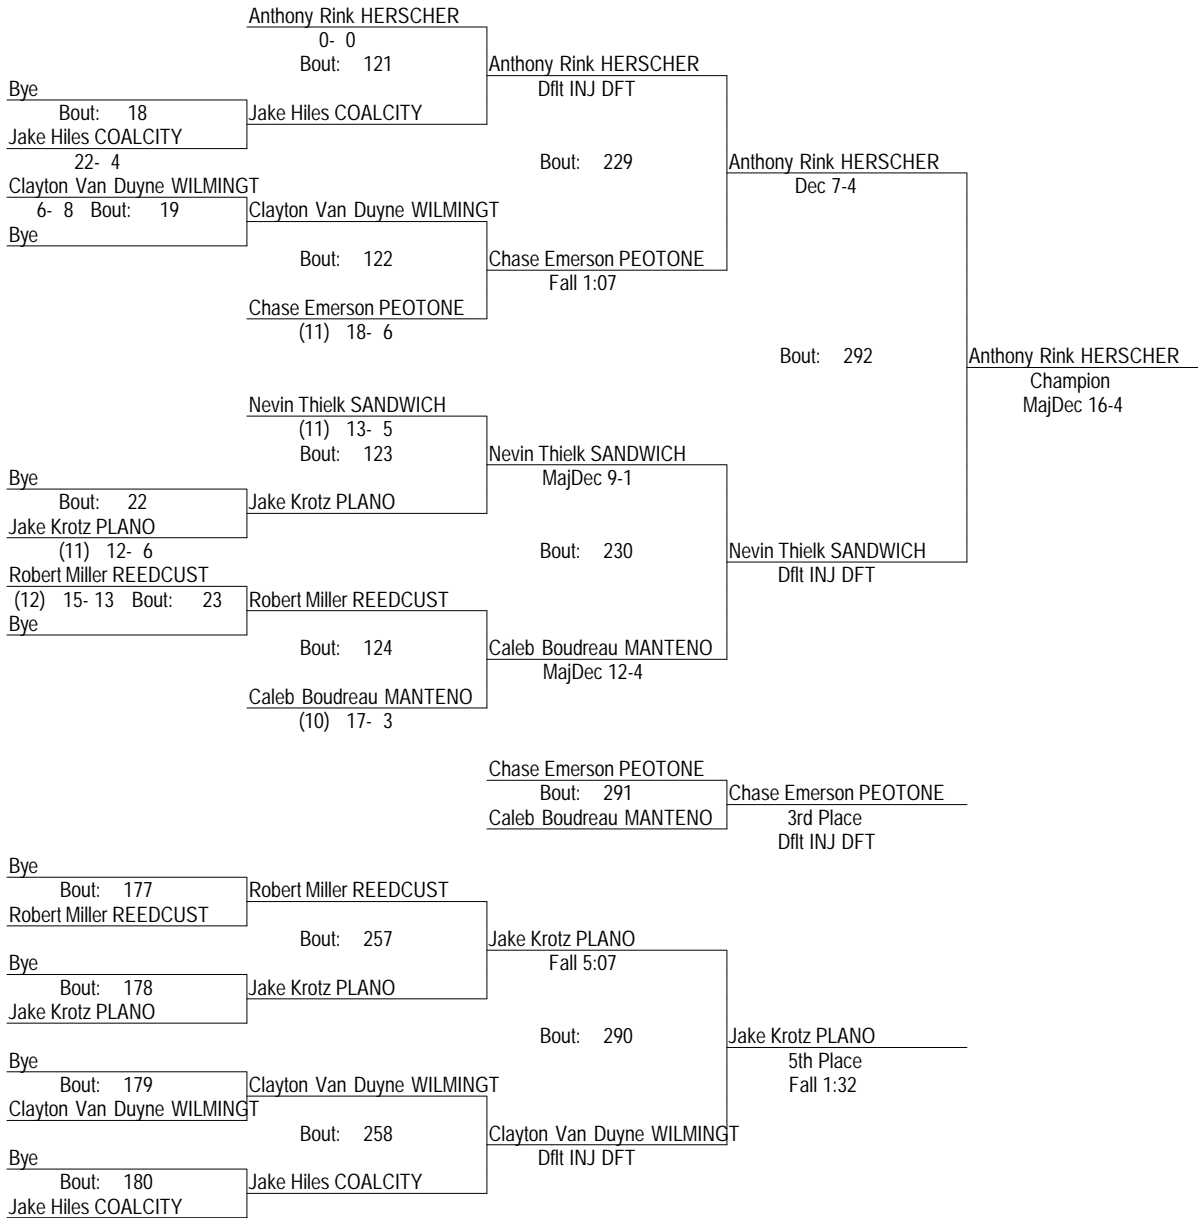 Anthony Rink HERSCHER
0- 0
Bout: 121
Anthony Rink HERSCHER
Dflt INJ DFT
Bye
Bout: 18
Jake Hiles COALCITY
Jake Hiles COALCITY
22- 4
Bout: 229
Anthony Rink HERSCHER
Dec 7-4
Clayton Van Duyne WILMINGT
6- 8 Bout: 19
Clayton Van Duyne WILMINGT
Bye
Bout: 122
Chase Emerson PEOTONE
Fall 1:07
Chase Emerson PEOTONE
(11) 18- 6
Bout: 292
Anthony Rink HERSCHER
Champion
MajDec 16-4
Nevin Thielk SANDWICH
(11) 13- 5
Bout: 123
Nevin Thielk SANDWICH
MajDec 9-1
Bye
Bout: 22
Jake Krotz PLANO
Jake Krotz PLANO
(11) 12- 6
Bout: 230
Nevin Thielk SANDWICH
Dflt INJ DFT
Robert Miller REEDCUST
(12) 15- 13 Bout: 23
Robert Miller REEDCUST
Bye
Bout: 124
Caleb Boudreau MANTENO
MajDec 12-4
Caleb Boudreau MANTENO
(10) 17- 3
Chase Emerson PEOTONE
Bout: 291
Chase Emerson PEOTONE
Caleb Boudreau MANTENO
3rd Place
Dflt INJ DFT
Bye
Bout: 177
Robert Miller REEDCUST
Robert Miller REEDCUST
Bout: 257
Jake Krotz PLANO
Fall 5:07
Bye
Bout: 178
Jake Krotz PLANO
Jake Krotz PLANO
Bout: 290
Jake Krotz PLANO
5th Place
Fall 1:32
Bye
Bout: 179
Clayton Van Duyne WILMINGT
Clayton Van Duyne WILMINGT
Bout: 258
Clayton Van Duyne WILMINGT
Dflt INJ DFT
Bye
Bout: 180
Jake Hiles COALCITY
Jake Hiles COALCITY